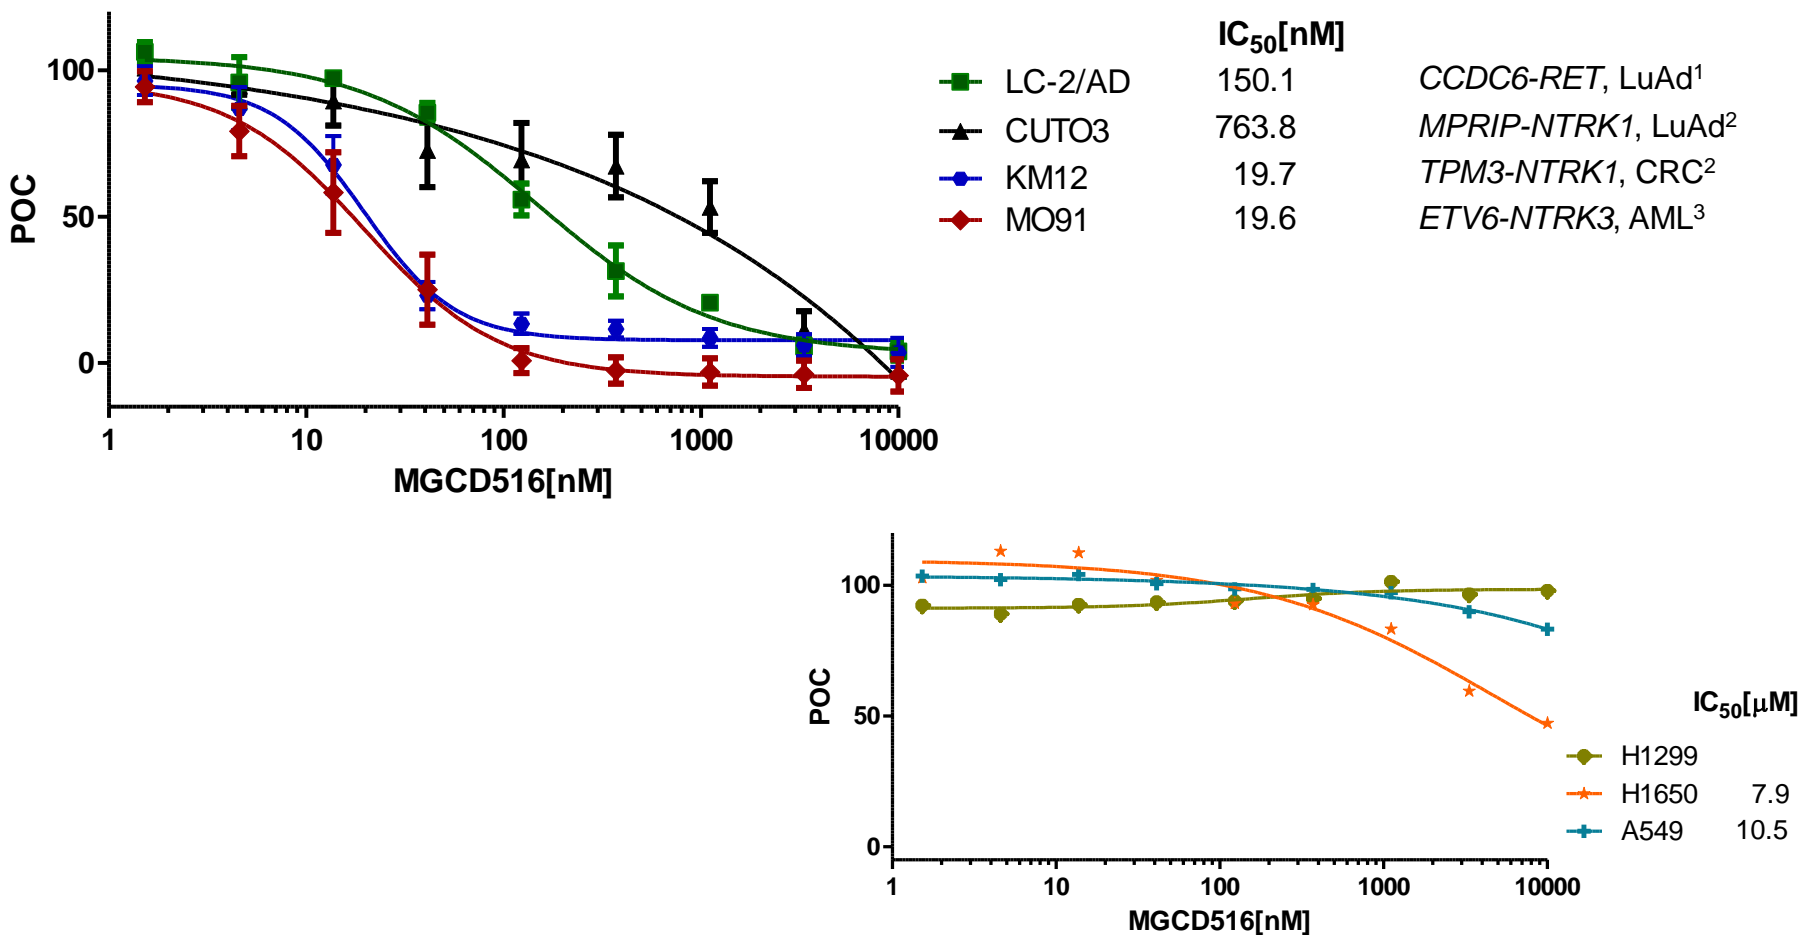 IC50[nM]
LC-2/AD 150.1 CCDC6-RET, LuAd1
CUTO3 763.8 MPRIP-NTRK1, LuAd2
KM12 19.7 TPM3-NTRK1, CRC2
MO91 19.6 ETV6-NTRK3, AML3
POC
100
50
0
1 10 100 1000 10000
MGCD516[nM]
POC
100
50
0
1 10 100 1000 10000
MGCD516[nM]
IC50[μM]
H1299
H1650 7.9
A549 10.5